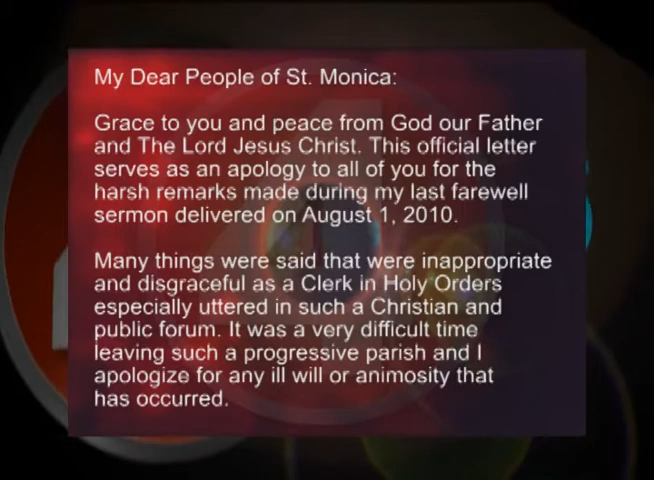 My Dear People of St. Monica:
Grace to you and peace from God our Father
and The Lord Jesus Christ. This official letter
serves as an apology to all of you for the
harsh remarks made during my last farewell
sermon delivered on August 1, 2010.
Many things were said that were inappropriate
and disgraceful as a Clerk in Holy Orders
especially uttered in such a Christian and
public forum. It was a very difficult time
leaving such a progressive parish and I
apologize for any ill will or animosity that
has occurred.